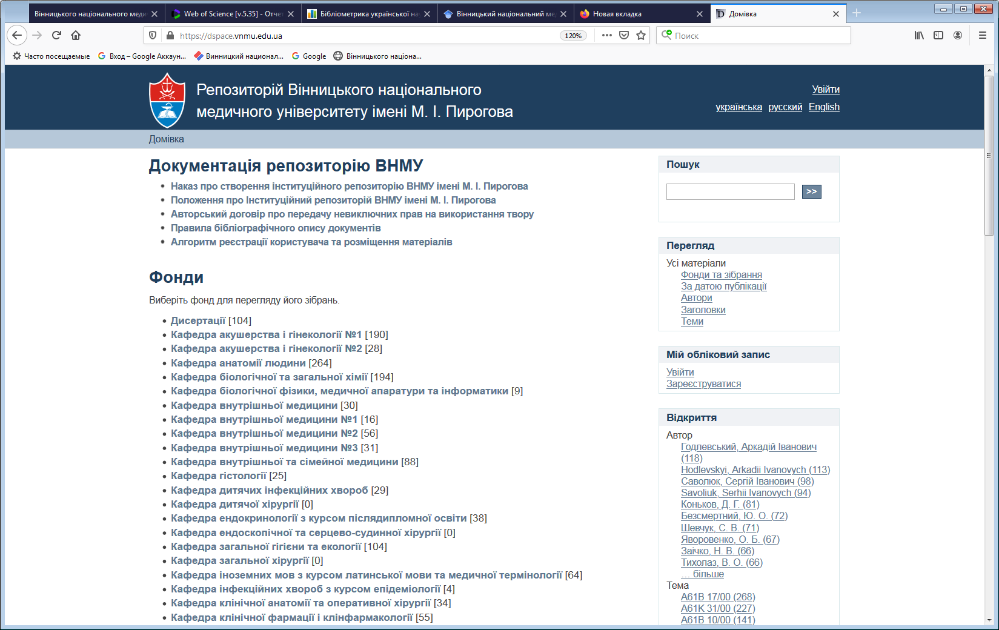 Вінницького національного меди
Web of Science [v.5.35] - Отчет
Бібліометрика української на
Вінницький національний ме
Новая вкладка
Домівка
https://dspace.vnmu.edu.ua
120%
Поиск
Часто посещаемые
Вход – Google Аккаун...
Винницкий национал...
Google
Вінницького націона...
Репозиторій Вінницького національного
медичного університету імені М. І. Пирогова
Увійти
українська русский English
Домівка
Документація репозиторію ВНМУ
Наказ про створення інституційного репозиторію ВНМУ імені М. І. Пирогова
Положення про Інституційний репозиторій ВНМУ імені М. І. Пирогова
Авторський договір про передачу невиключних прав на використання твору
Правила бібліографічного опису документів
Алгоритм реєстрації користувача та розміщення матеріалів
Фонди
Виберіть фонд для перегляду його зібрань.
Дисертації [104]
Кафедра акушерства і гінекології №1 [190]
Кафедра акушерства і гінекології №2 [28]
Кафедра анатомії людини [264]
Кафедра біологічної та загальної хімії [194]
Кафедра біологічної фізики, медичної апаратури та інформатики [9]
Кафедра внутрішньої медицини [30]
Кафедра внутрішньої медицини №1 [16]
Кафедра внутрішньої медицини №2 [56]
Кафедра внутрішньої медицини №3 [31]
Кафедра внутрішньої та сімейної медицини [88]
Кафедра гістології [25]
Кафедра дитячих інфекційних хвороб [29]
Кафедра дитячої хірургії [0]
Кафедра ендокринології з курсом післядипломної освіти [38]
Кафедра ендоскопічної та серцево-судинної хірургії [0]
Кафедра загальної гігієни та екології [104]
Кафедра загальної хірургії [0]
Кафедра іноземних мов з курсом латинської мови та медичної термінології [64]
Кафедра інфекційних хвороб з курсом епідеміології [4]
Кафедра клінічної анатомії та оперативної хірургії [34]
Кафедра клінічної фармації і клінфармакології [55]
Пошук
>>
Перегляд
Усі матеріали
Фонди та зібрання
За датою публікації
Автори
Заголовки
Теми
Мій обліковий запис
Увійти
Зареєструватися
Відкриття
Автор
Годлевський, Аркадій Іванович
(118)
Hodlevskyi, Arkadii Ivanovych (113)
Саволюк, Сергій Іванович (98)
Savoliuk, Serhii Ivanovych (94)
Коньков, Д. Г. (81)
Безсмертний, Ю. О. (72)
Шевчук, С. В. (71)
Яворовенко, О. Б. (67)
Заічко, Н. В. (66)
Тихолаз, В. О. (66)
... більше
Тема
A61B 17/00 (268)
A61K 31/00 (227)
A61B 10/00 (141)